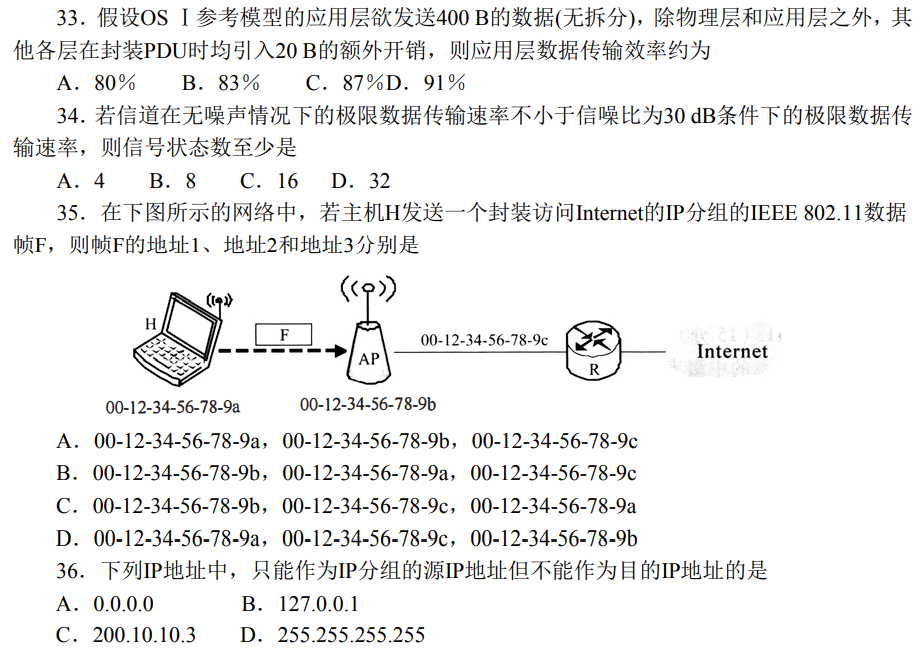 33．假设OS Ⅰ参考模型的应用层欲发送400 B的数据(无拆分)，除物理层和应用层之外，其
他各层在封装PDU时均引入20 B的额外开销，则应用层数据传输效率约为
A．80％ B．83％ C．87％D．91％
34．若信道在无噪声情况下的极限数据传输速率不小于信噪比为30 dB条件下的极限数据传
输速率，则信号状态数至少是
A．4 B．8 C．16 D．32
35．在下图所示的网络中，若主机H发送一个封装访问Internet的IP分组的IEEE 802.11数据
帧F，则帧F的地址1、地址2和地址3分别是
H
F
AP
00-12-34-56-78-9c
R
Internet
00-12-34-56-78-9a
00-12-34-56-78-9b
A．00-12-34-56-78-9a，00-12-34-56-78-9b，00-12-34-56-78-9c
B．00-12-34-56-78-9b，00-12-34-56-78-9a，00-12-34-56-78-9c
C．00-12-34-56-78-9b，00-12-34-56-78-9c，00-12-34-56-78-9a
D．00-12-34-56-78-9a，00-12-34-56-78-9c，00-12-34-56-78-9b
36．下列IP地址中，只能作为IP分组的源IP地址但不能作为目的IP地址的是
A．0.0.0.0 B．127.0.0.1
C．200.10.10.3 D．255.255.255.255